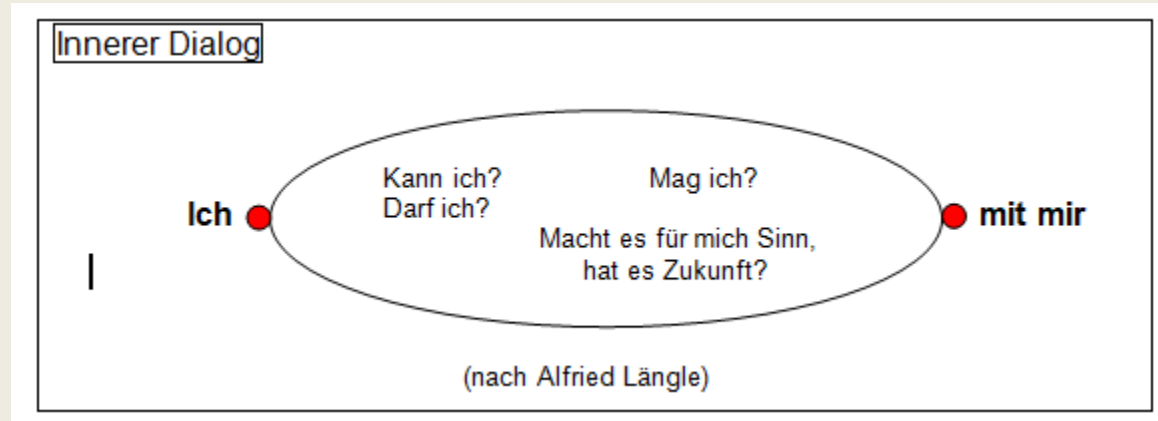 Innerer Dialog
Kann ich?
Darf ich?
Mag ich?
Ich
mit mir
Macht es für mich Sinn,
hat es Zukunft?
(nach Alfried Längle)